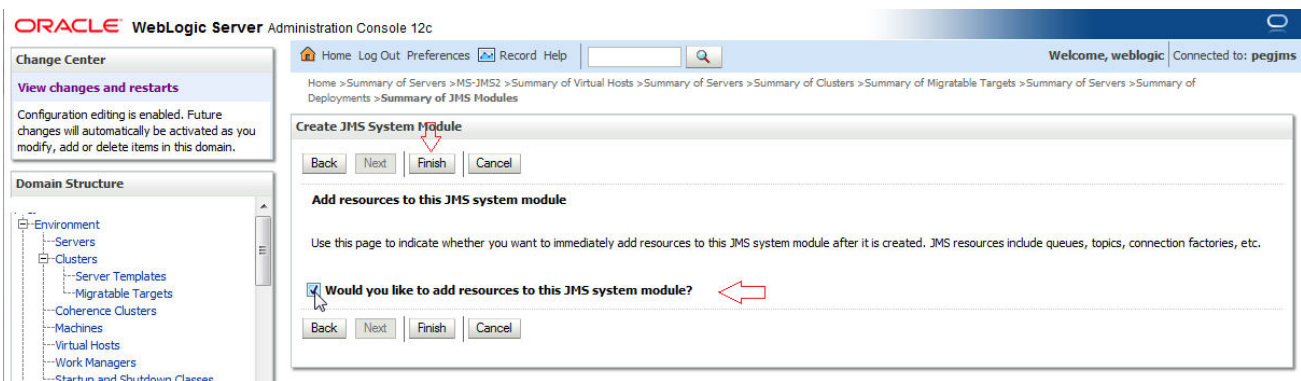 ORACLE WebLogic Server Administration Console 12c
Change Center
View changes and restarts
Configuration editing is enabled. Future
changes will automatically be activated as you
modify, add or delete items in this domain.
Domain Structure
Environment
Servers
Clusters
Server Templates
Migratable Targets
Coherence Clusters
Machines
Virtual Hosts
Work Managers
Startup and Shutdown Classes
Home Log Out Preferences Record Help
Welcome, weblogic Connected to: pegjms
Home >Summary of Servers >MS-JMS2 >Summary of Virtual Hosts >Summary of Servers >Summary of Clusters >Summary of Migratable Targets >Summary of Servers >Summary of
Deployments >Summary of JMS Modules
Create JMS System Module
Back Next Finish Cancel
Add resources to this JMS system module
Use this page to indicate whether you want to immediately add resources to this JMS system module after it is created. JMS resources include queues, topics, connection factories, etc.
Would you like to add resources to this JMS system module?
Back Next Finish Cancel